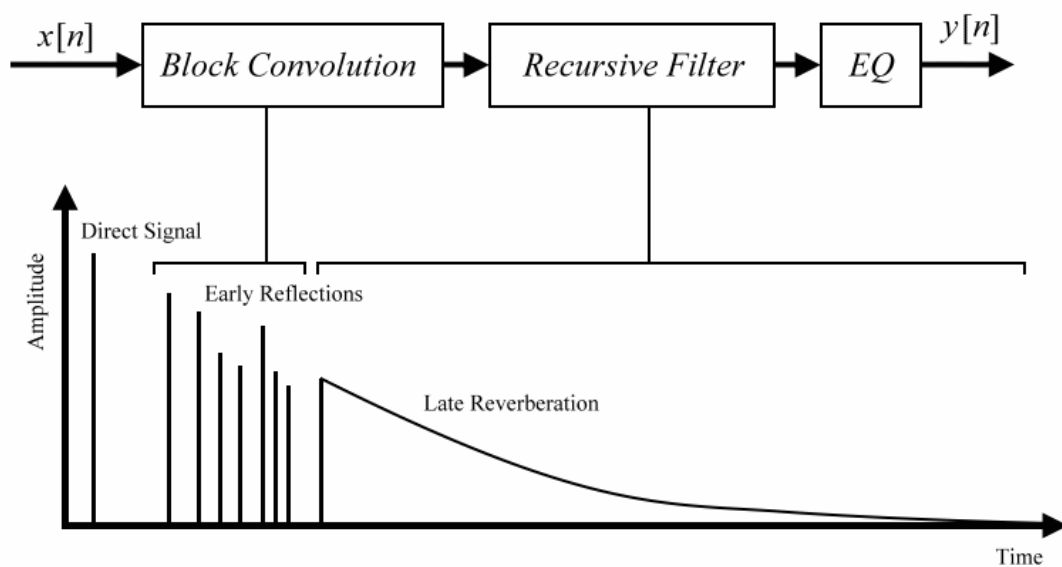 x[n]
Block Convolution
Recursive Filter
EQ
y[n]
Direct Signal
Early Reflections
Amplitude
Late Reverberation
Time